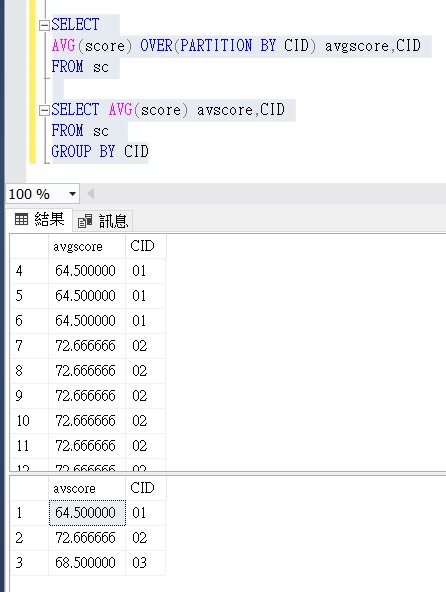 SELECT
AVG(score) OVER(PARTITION BY CID) avgscore,CID
FROM sc
SELECT AVG(score) avscore,CID
FROM sc
GROUP BY CID
100 %
結果 訊息
avgscore CID
4 64.500000 01
5 64.500000 01
6 64.500000 01
7 72.666666 02
8 72.666666 02
9 72.666666 02
10 72.666666 02
11 72.666666 02
12 72.666666 02
avscore CID
1 64.500000 01
2 72.666666 02
3 68.500000 03